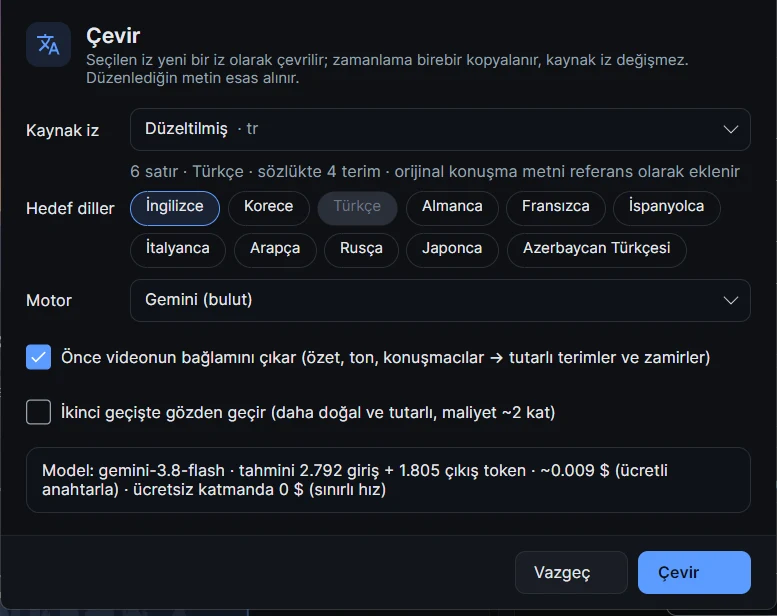 Çevir
Seçilen iz yeni bir iz olarak çevrilir; zamanlama birebir kopyalanır, kaynak iz değişmez.
Düzenlediğin metin esas alınır.
Kaynak iz
Düzeltilmiş · tr
6 satır · Türkçe · sözlükte 4 terim · orijinal konuşma metni referans olarak eklenir
Hedef diller
İngilizce Korece Türkçe Almanca Fransızca İspanyolca
İtalyanca Arapça Rusça Japonca Azerbaycan Türkçesi
Motor
Gemini (bulut)
Önce videonun bağlamını çıkar (özet, ton, konuşmacılar → tutarlı terimler ve zamirler)
İkinci geçişte gözden geçir (daha doğal ve tutarlı, maliyet ~2 kat)
Model: gemini-3.8-flash · tahmini 2.792 giriş + 1.805 çıkış token · ~0.009 $ (ücretli
anahtarla) · ücretsiz katmanda 0 $ (sınırlı hız)
Vazgeç
Çevir